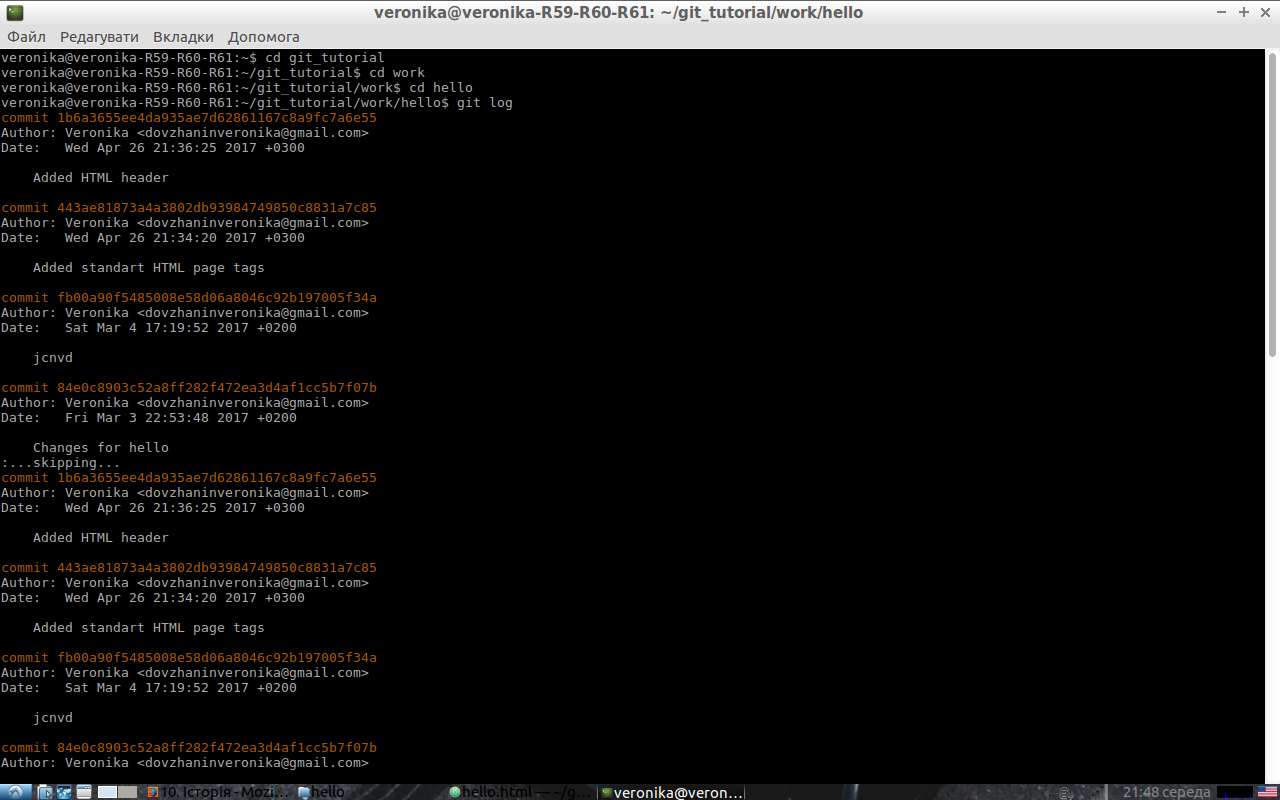 veronika@veronika-R59-R60-R61: ~/git_tutorial/work/hello
Файл Редагувати Вкладки Допомога
veronika@veronika-R59-R60-R61:~$ cd git_tutorial
veronika@veronika-R59-R60-R61:~/git_tutorial$ cd work
veronika@veronika-R59-R60-R61:~/git_tutorial/work$ cd hello
veronika@veronika-R59-R60-R61:~/git_tutorial/work/hello$ git log
commit 1b6a3655ee4da935ae7d62861167c8a9fc7a6e55
Author: Veronika <dovzhaninveronika@gmail.com>
Date:   Wed Apr 26 21:36:25 2017 +0300
    Added HTML header
commit 443ae81873a4a3802db93984749850c8831a7c85
Author: Veronika <dovzhaninveronika@gmail.com>
Date:   Wed Apr 26 21:34:20 2017 +0300
    Added standart HTML page tags
commit fb00a90f5485008e58d06a8046c92b197005f34a
Author: Veronika <dovzhaninveronika@gmail.com>
Date:   Sat Mar 4 17:19:52 2017 +0200
    jcnvd
commit 84e0c8903c52a8ff282f472ea3d4af1cc5b7f07b
Author: Veronika <dovzhaninveronika@gmail.com>
Date:   Fri Mar 3 22:53:48 2017 +0200
    Changes for hello
:...skipping...
commit 1b6a3655ee4da935ae7d62861167c8a9fc7a6e55
Author: Veronika <dovzhaninveronika@gmail.com>
Date:   Wed Apr 26 21:36:25 2017 +0300
    Added HTML header
commit 443ae81873a4a3802db93984749850c8831a7c85
Author: Veronika <dovzhaninveronika@gmail.com>
Date:   Wed Apr 26 21:34:20 2017 +0300
    Added standart HTML page tags
commit fb00a90f5485008e58d06a8046c92b197005f34a
Author: Veronika <dovzhaninveronika@gmail.com>
Date:   Sat Mar 4 17:19:52 2017 +0200
    jcnvd
commit 84e0c8903c52a8ff282f472ea3d4af1cc5b7f07b
Author: Veronika <dovzhaninveronika@gmail.com>
10. Історія - Mozi... hello hello.html — ~/g... veronika@veron... 21:48 середа